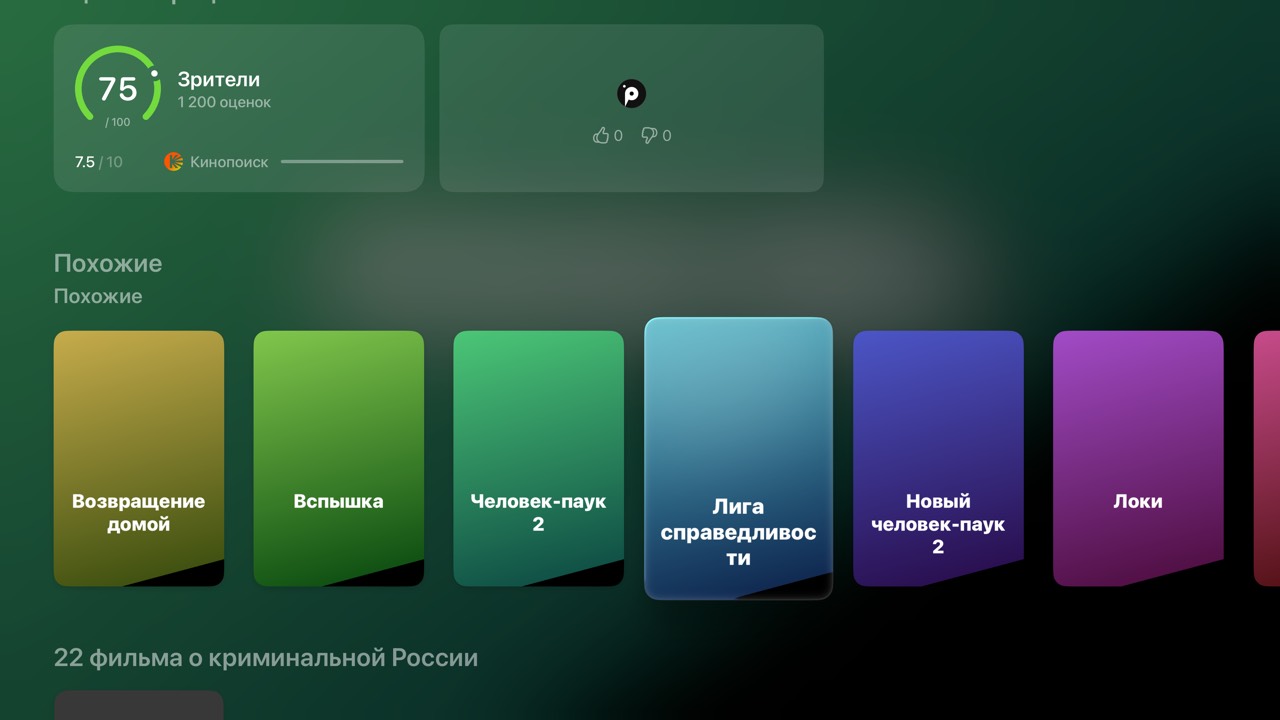 75
/ 100
Зрители
1 200 оценок
7.5 / 10
Кинопоиск
0
0
Похожие
Похожие
Возвращение
домой
Вспышка
Человек-паук
2
Лига
справедливос
ти
Новый
человек-паук
2
Локи
22 фильма о криминальной России